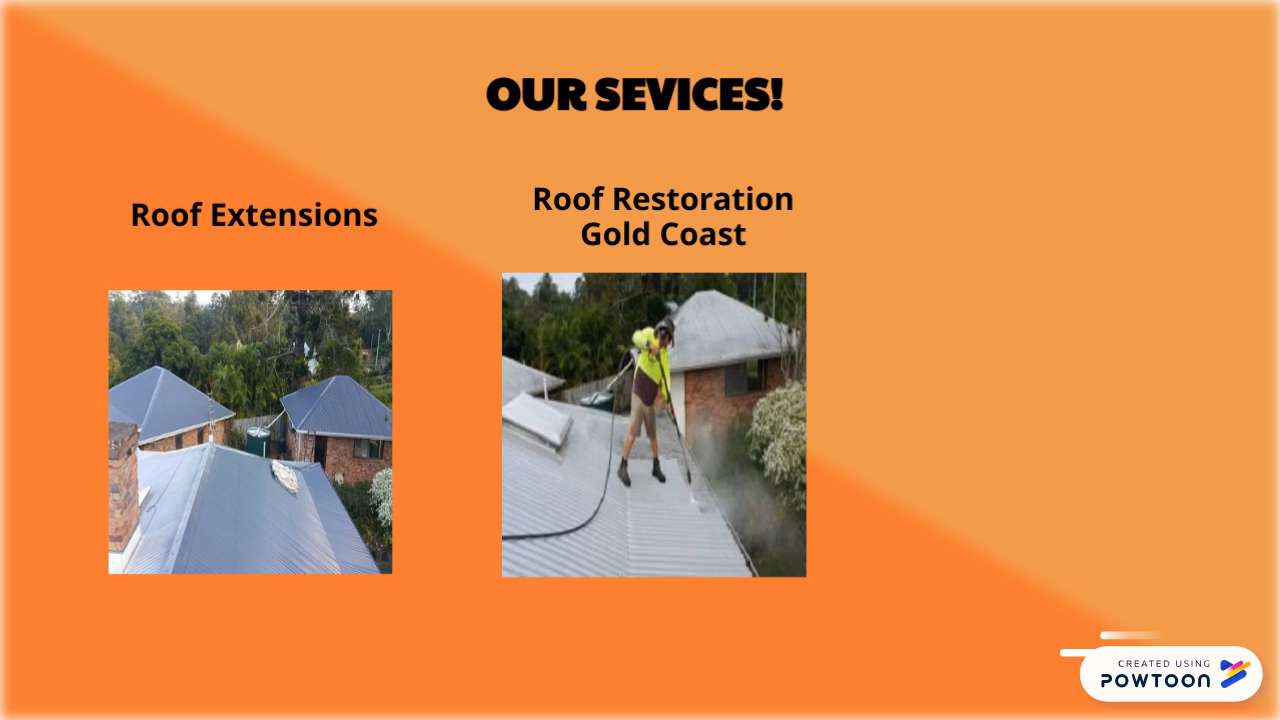 OUR SEVICES!
Roof Extensions
Roof Restoration
Gold Coast
CREATED USING
POWTOON